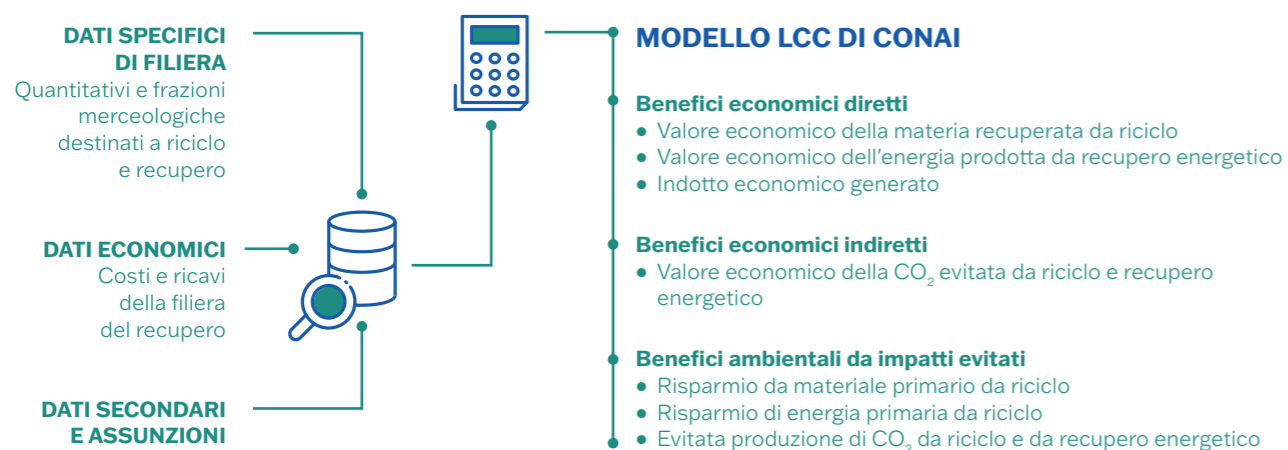 DATI SPECIFICI
DI FILIERA
Quantitativi e frazioni
merceologiche
destinati a riciclo
e recupero
DATI ECONOMICI
Costi e ricavi
della filiera
del recupero
DATI SECONDARI
E ASSUNZIONI
MODELLO LCC DI CONAI
Benefici economici diretti
• Valore economico della materia recuperata da riciclo
• Valore economico dell’energia prodotta da recupero energetico
• Indotto economico generato
Benefici economici indiretti
• Valore economico della CO₂ evitata da riciclo e recupero
energetico
Benefici ambientali da impatti evitati
• Risparmio da materiale primario da riciclo
• Risparmio di energia primaria da riciclo
• Evitata produzione di CO₂ da riciclo e da recupero energetico